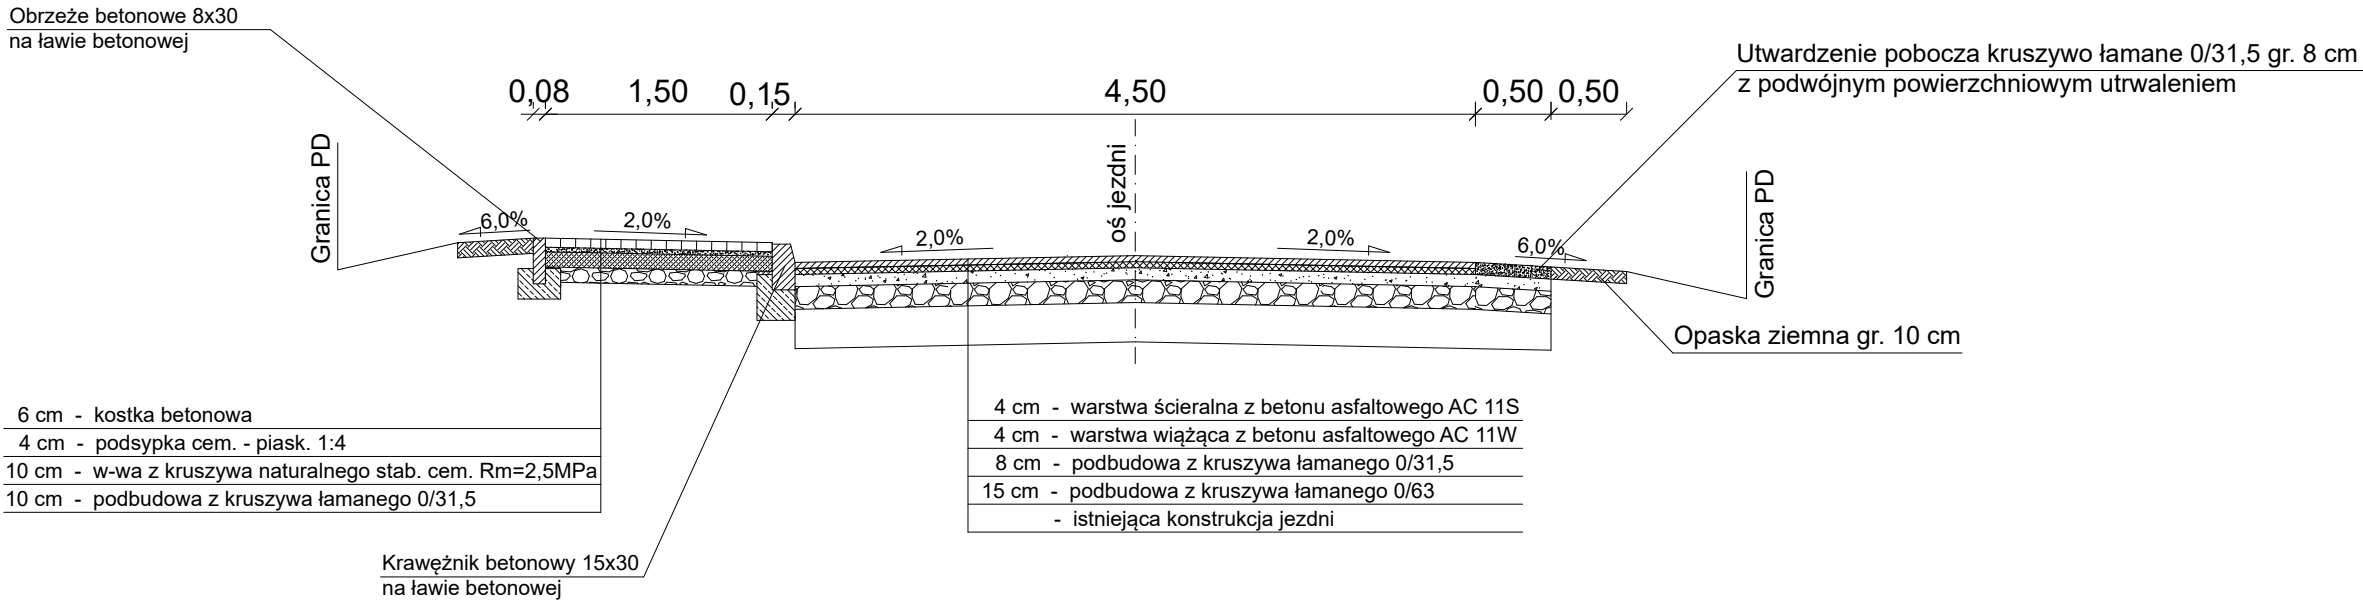 Obrzeże betonowe 8x30
na ławie betonowej
Utwardzenie pobocza kruszywo łamane 0/31,5 gr. 8 cm
z podwójnym powierzchniowym utrwaleniem
0,08 1,50 0,15 4,50 0,50 0,50
Granica PD
oś jezdni
Granica PD
6,0% 2,0% 2,0% 2,0% 6,0%
Opaska ziemna gr. 10 cm
6 cm - kostka betonowa
4 cm - podsypka cem. - piask. 1:4
10 cm - w-wa z kruszywa naturalnego stab. cem. Rm=2,5MPa
10 cm - podbudowa z kruszywa łamanego 0/31,5
4 cm - warstwa ścieralna z betonu asfaltowego AC 11S
4 cm - warstwa wiążąca z betonu asfaltowego AC 11W
8 cm - podbudowa z kruszywa łamanego 0/31,5
15 cm - podbudowa z kruszywa łamanego 0/63
- istniejąca konstrukcja jezdni
Krawężnik betonowy 15x30
na ławie betonowej